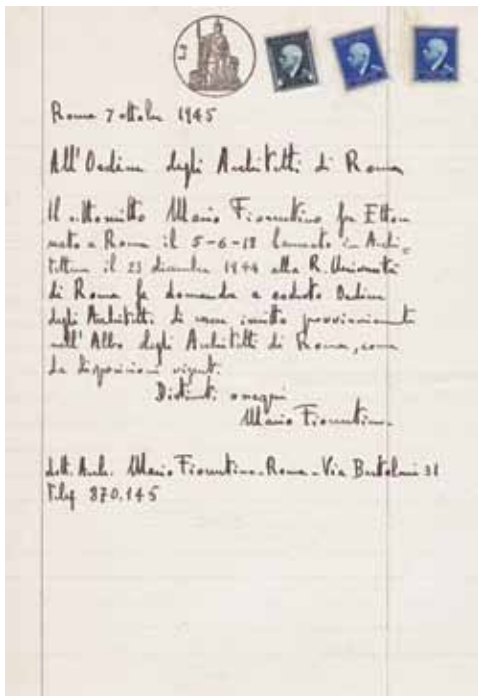 Roma 7 ottobre 1945
All'Ordine degli Architetti di Roma
Il sottoscritto Mario Fiorentino fu Ettore
nato a Roma il 5-6-18 laureato in Archi=
tettura il 23 dicembre 1944 alla R. Università
di Roma fa domanda a codesto Ordine
degli Architetti di essere iscritto provvisoriamente
nell'Albo degli Architetti di Roma, come
da disposizioni vigenti.
Distinti ossequi
Mario Fiorentino
dott. Arch. Mario Fiorentino - Roma - Via Bertoloni 31
Telef 870.145